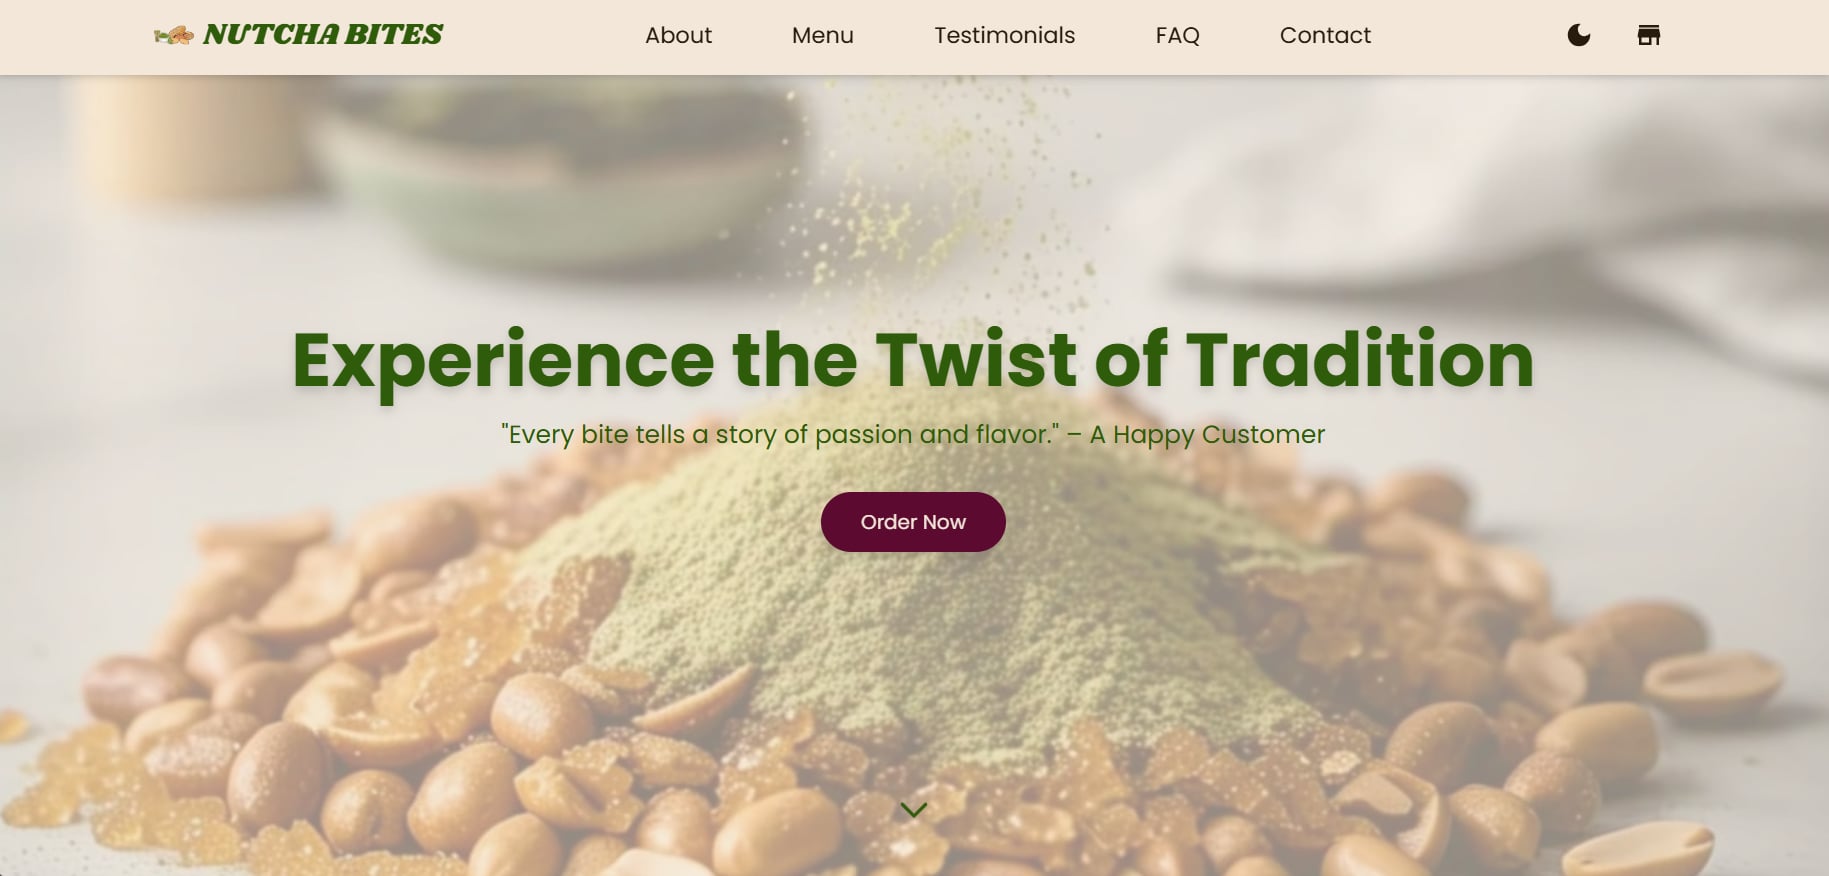 NUTCHA BITES
About
Menu
Testimonials
FAQ
Contact
Experience the Twist of Tradition
"Every bite tells a story of passion and flavor." – A Happy Customer
Order Now